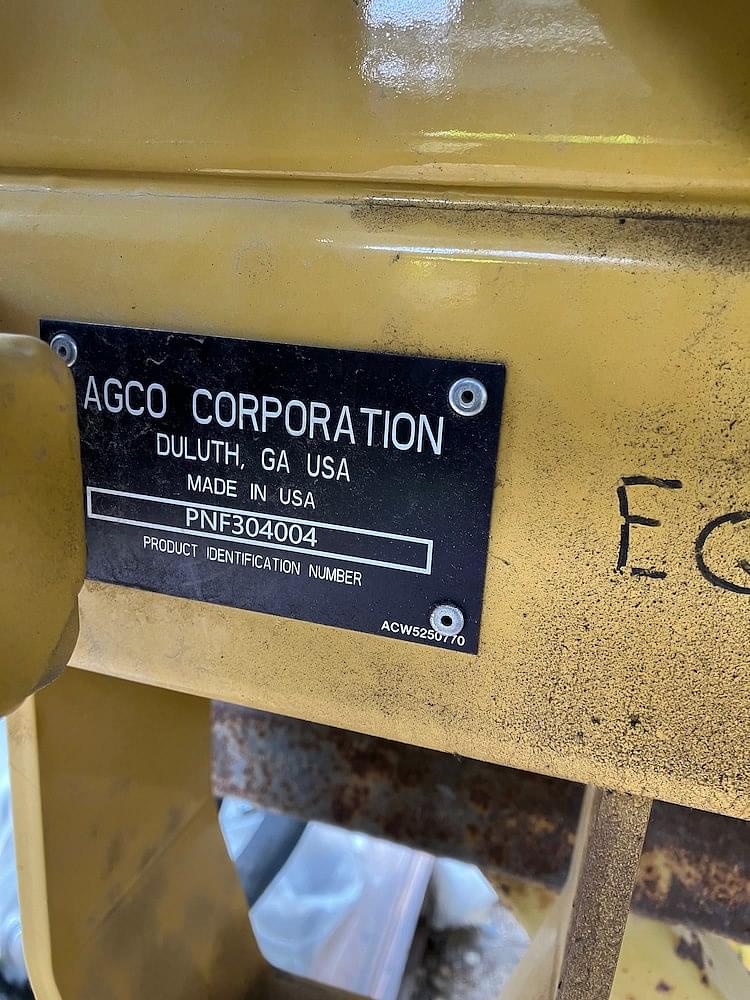 AGCO CORPORATION
DULUTH, GA USA
MADE IN USA
PNF304004
PRODUCT IDENTIFICATION NUMBER
ACW5250770